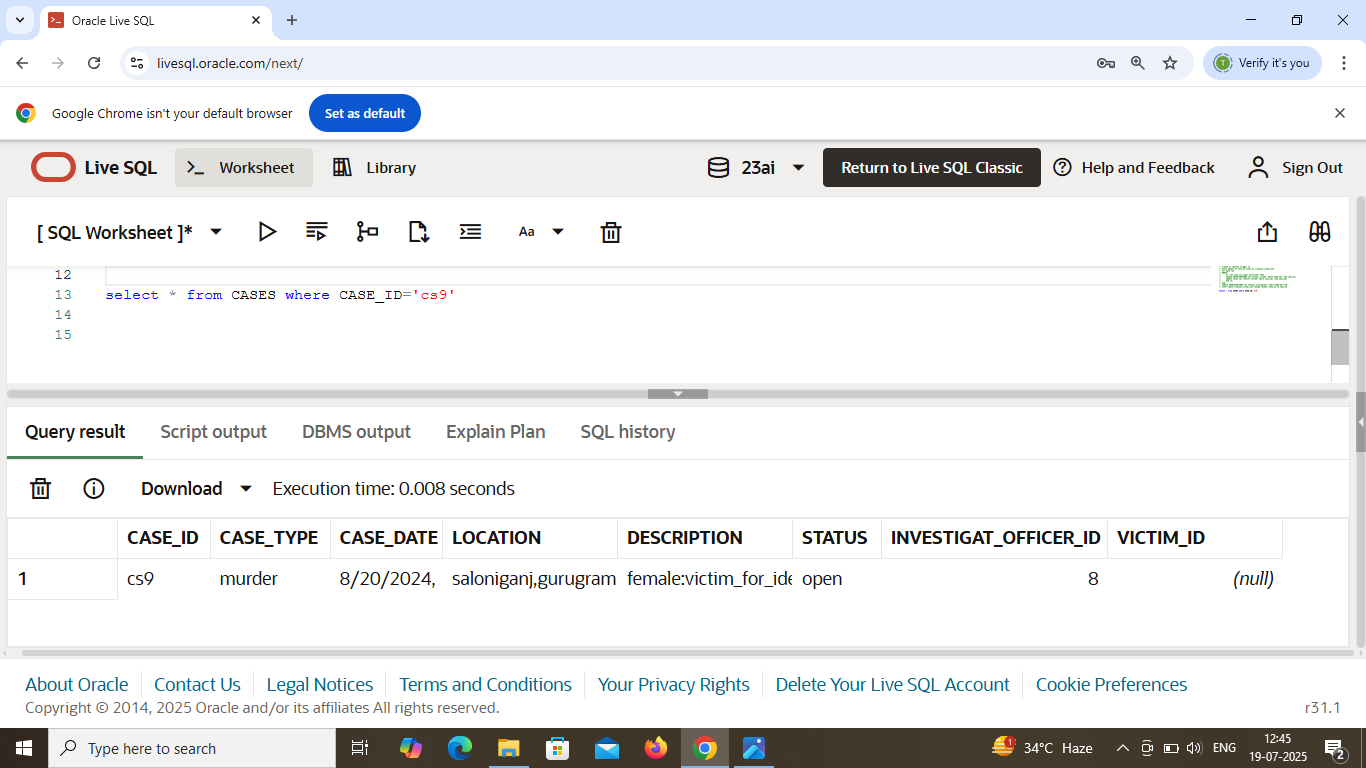 Oracle Live SQL
livesql.oracle.com/next/
T
Verify it's you
Google Chrome isn't your default browser
Set as default
Live SQL
Worksheet
Library
23ai
Return to Live SQL Classic
Help and Feedback
Sign Out
[ SQL Worksheet ]*
Aa
12
13 select * from CASES where CASE_ID='cs9'
14
15
Query result Script output DBMS output Explain Plan SQL history
Download Execution time: 0.008 seconds
CASE_ID CASE_TYPE CASE_DATE LOCATION DESCRIPTION STATUS INVESTIGAT_OFFICER_ID VICTIM_ID
1 cs9 murder 8/20/2024, saloniganj,gurugram female:victim_for_ide open 8 (null)
About Oracle Contact Us Legal Notices Terms and Conditions Your Privacy Rights Delete Your Live SQL Account Cookie Preferences
Copyright © 2014, 2025 Oracle and/or its affiliates All rights reserved. r31.1
Type here to search
1
34°C Haze
ENG
12:45
19-07-2025
2